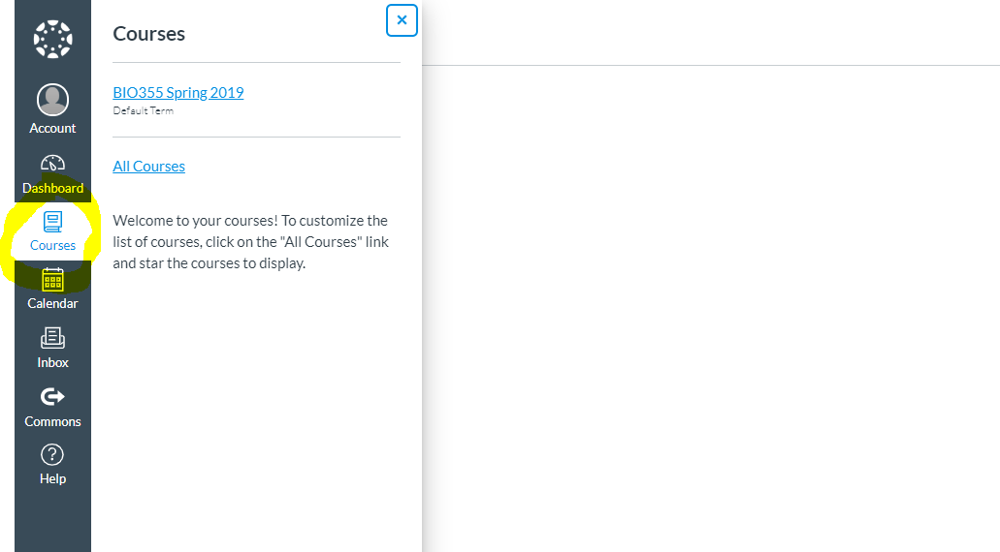 Account
Dashboard
Courses
Calendar
Inbox
Commons
Help
Courses
BIO355 Spring 2019
Default Term
All Courses
Welcome to your courses! To customize the
list of courses, click on the "All Courses" link
and star the courses to display.